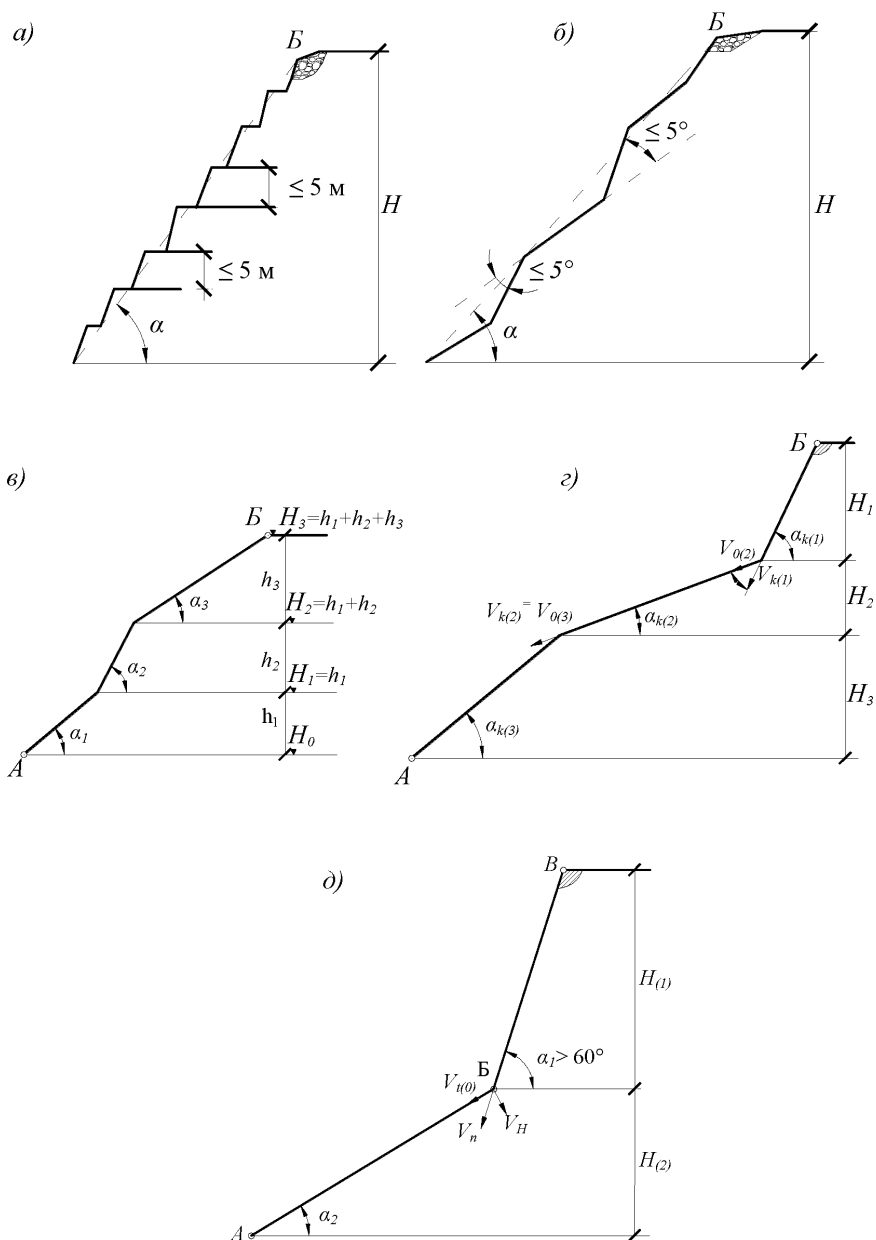 а)
Б
≤ 5 м
H
≤ 5 м
α
б)
Б
≤ 5°
H
≤ 5°
α
в)
Б
H₃=h₁+h₂+h₃
h₃
α₃
H₂=h₁+h₂
h₂
α₂
H₁=h₁
h₁
α₁
H₀
А
г)
Б
H₁
αk(1)
V0(2)
Vk(1)
H₂
Vk(2)= V0(3)
αk(2)
H₃
αk(3)
А
д)
В
H(1)
α₁> 60°
Б
Vt(0)
Vн
Vп
H(2)
α₂
А